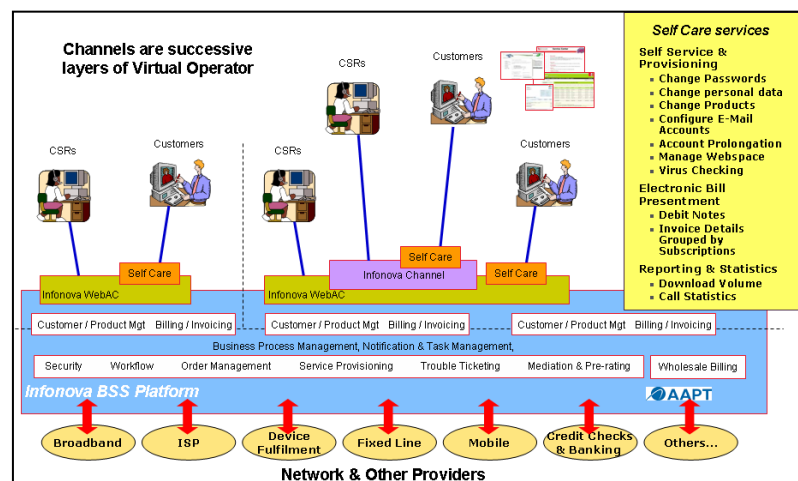 Channels are successive
layers of Virtual Operator
CSRs
Customers
CSRs
Customers
CSRs
Customers
Self Care
Self Care
Self Care
Infonova Channel
Infonova WebAC
Infonova WebAC
Customer / Product Mgt Billing / Invoicing
Customer / Product Mgt Billing / Invoicing
Customer / Product Mgt Billing / Invoicing
Business Process Management, Notification & Task Management,
Security Workflow Order Management Service Provisioning Trouble Ticketing Mediation & Pre-rating
Wholesale Billing
Infonova BSS Platform
AAPT
Broadband
ISP
Device
Fulfilment
Fixed Line
Mobile
Credit Checks
& Banking
Others...
Network & Other Providers
Self Care services
Self Service &
Provisioning
Change Passwords
Change personal data
Change Products
Configure E-Mail
Accounts
Account Prolongation
Manage Webspace
Virus Checking
Electronic Bill
Presentment
Debit Notes
Invoice Details
Grouped by
Subscriptions
Reporting & Statistics
Download Volume
Call Statistics